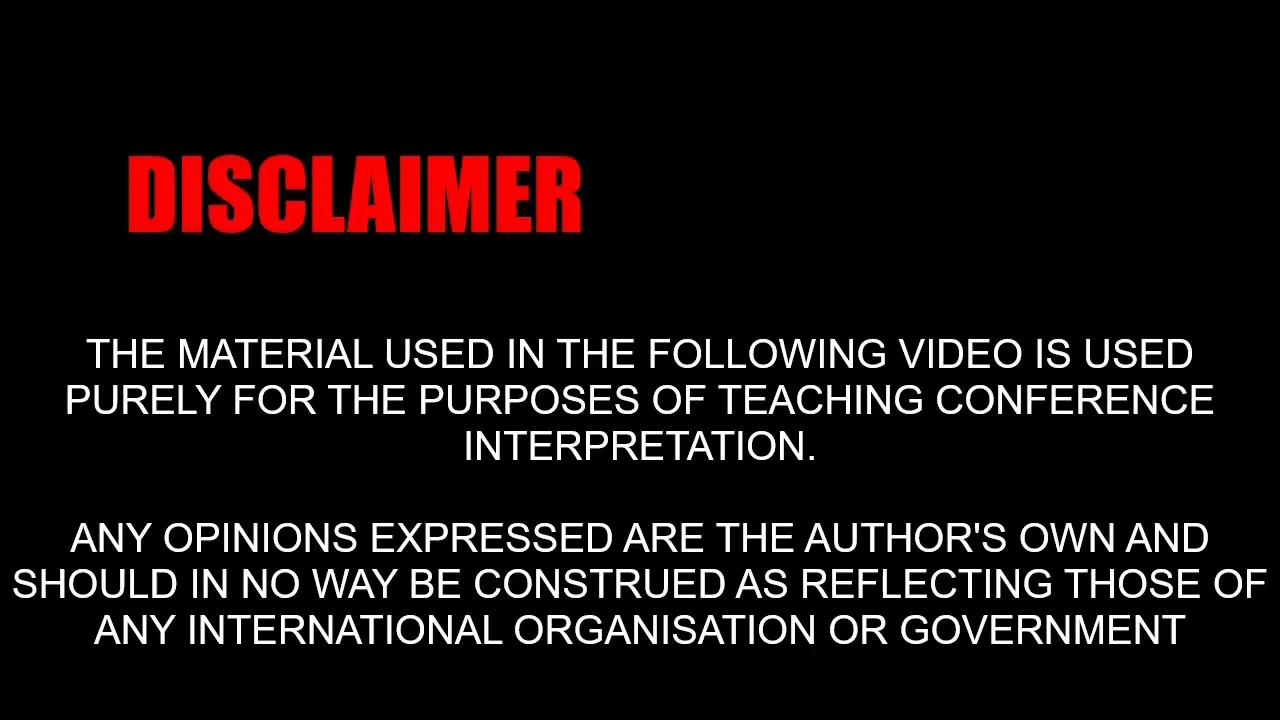 DISCLAIMER
THE MATERIAL USED IN THE FOLLOWING VIDEO IS USED
PURELY FOR THE PURPOSES OF TEACHING CONFERENCE
INTERPRETATION.
ANY OPINIONS EXPRESSED ARE THE AUTHOR'S OWN AND
SHOULD IN NO WAY BE CONSTRUED AS REFLECTING THOSE OF
ANY INTERNATIONAL ORGANISATION OR GOVERNMENT